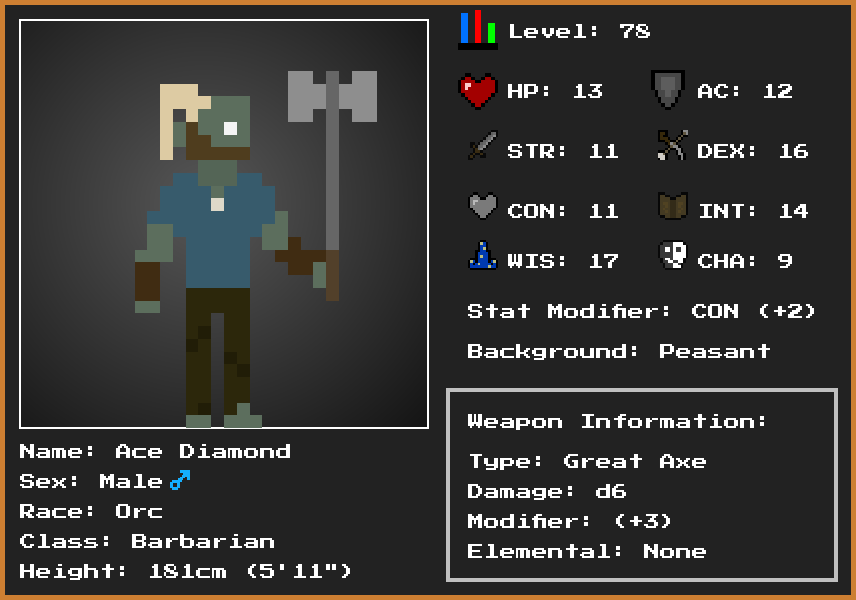 Level: 78
HP: 13 AC: 12
STR: 11 DEX: 16
CON: 11 INT: 14
WIS: 17 CHA: 9
Stat Modifier: CON (+2)
Background: Peasant
Weapon Information:
Type: Great Axe
Damage: d6
Modifier: (+3)
Elemental: None
Name: Ace Diamond
Sex: Male ♂
Race: Orc
Class: Barbarian
Height: 181cm (5'11")